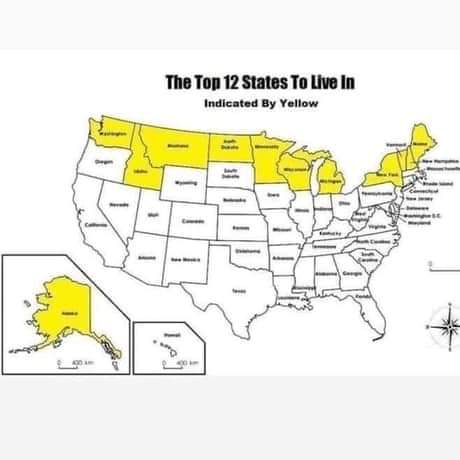 The Top 12 States To Live In
Indicated By Yellow
Washington
Montana
North
Dakota
Minnesota
Vermont
Maine
Oregon
Idaho
Wyoming
South
Dakota
Wisconsin
Michigan
New York
New Hampshire
Massachusetts
Rhode Island
Connecticut
New Jersey
Delaware
Washington D.C.
Maryland
Nevada
Utah
Colorado
Nebraska
Iowa
Illinois
Ohio
Pennsylvania
West
Virginia
Virginia
California
Kansas
Missouri
Kentucky
Arizona
New Mexico
Oklahoma
Arkansas
Tennessee
North Carolina
South
Carolina
Texas
Louisiana
Mississippi
Alabama
Georgia
Florida
Alaska
0 400 km
Hawaii
0 400 km
0